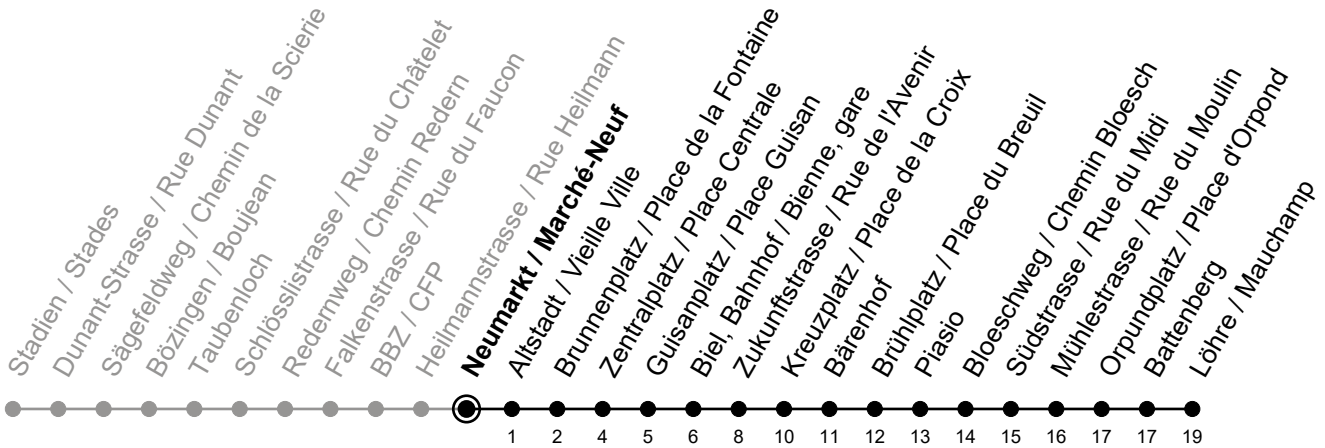 Stadien / Stades
Dunant-Strasse / Rue Dunant
Sägefeldweg / Chemin de la Scierie
Bözingen / Boujean
Taubenloch
Schlösslistrasse / Rue du Châtelet
Redernweg / Chemin Redern
Falkenstrasse / Rue du Faucon
BBZ / CFP
Heilmannstrasse / Rue Heilmann
Neumarkt / Marché-Neuf
Altstadt / Vieille Ville
Brunnenplatz / Place de la Fontaine
Zentralplatz / Place Centrale
Guisanplatz / Place Guisan
Biel, Bahnhof / Bienne, gare
Zukunftstrasse / Rue de l'Avenir
Kreuzplatz / Place de la Croix
Bärenhof
Brühlplatz / Place du Breuil
Piasio
Bloeschweg / Chemin Bloesch
Südstrasse / Rue du Midi
Mühlestrasse / Rue du Moulin
Orpundplatz / Place d'Orpond
Battenberg
Löhre / Mauchamp
1 2 4 5 6 8 10 11 12 13 14 15 16 17 17 19